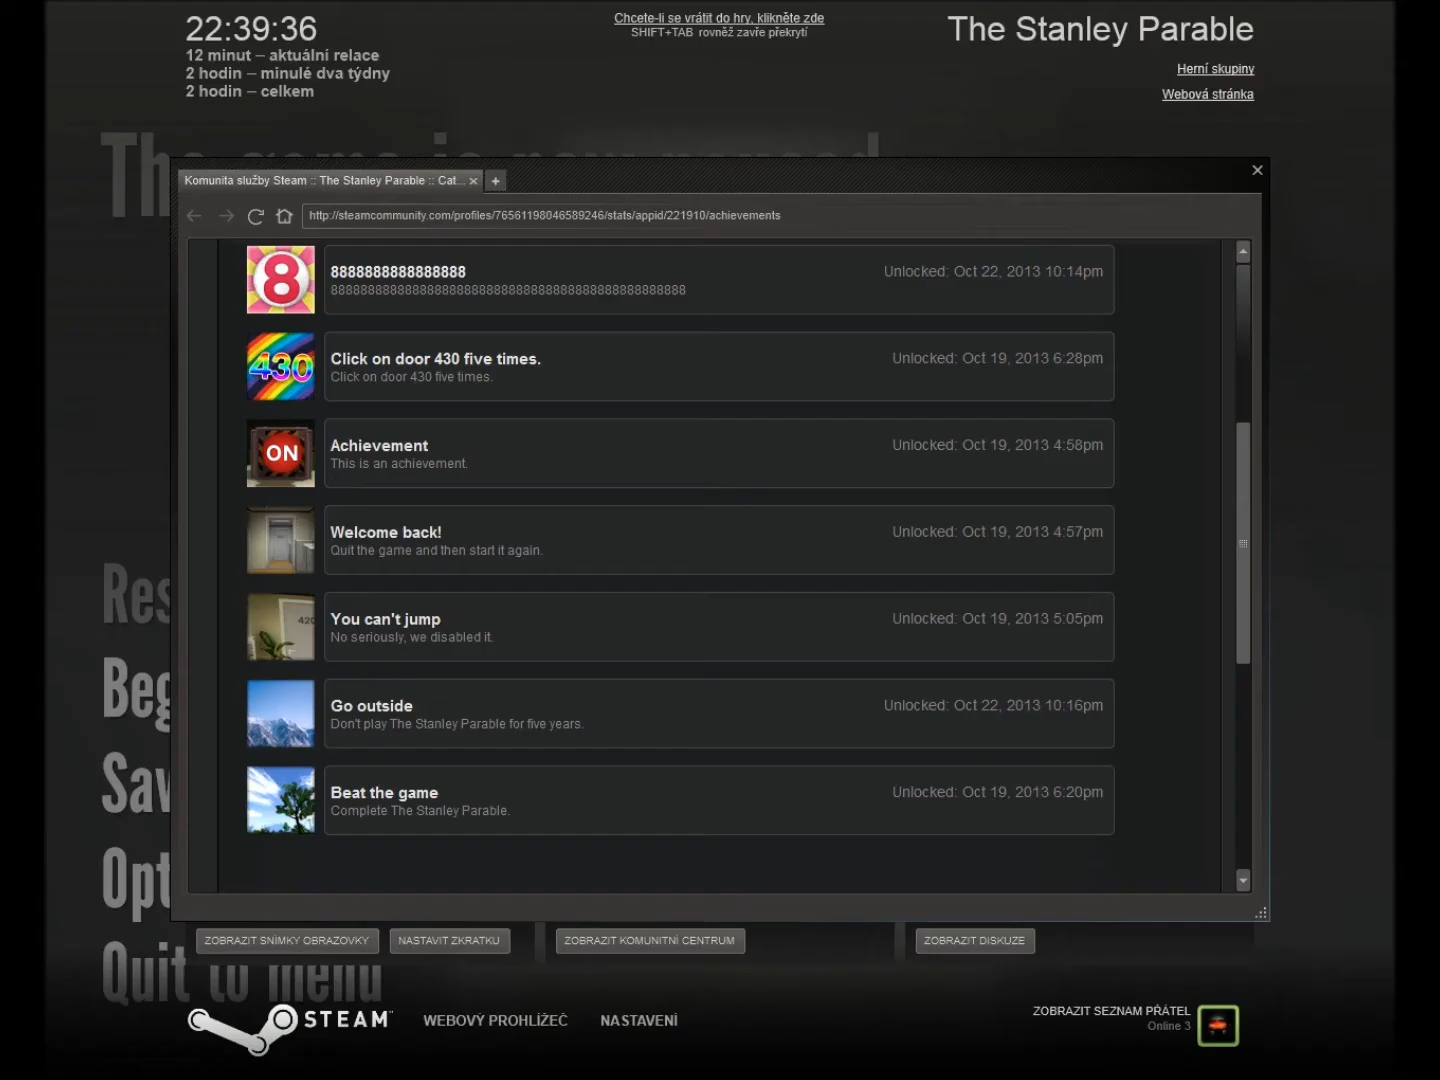 22:39:36
12 minut – aktuální relace
2 hodin – minulé dva týdny
2 hodin – celkem
Chcete-li se vrátit do hry, klikněte zde
SHIFT+TAB rovněž zavře překrytí
The Stanley Parable
Herní skupiny
Webová stránka
Komunita služby Steam :: The Stanley Parable :: Cat...
http://steamcommunity.com/profiles/76561198046589246/stats/appid/221910/achievements
8
8888888888888888
Unlocked: Oct 22, 2013 10:14pm
430
Click on door 430 five times.
Unlocked: Oct 19, 2013 6:28pm
Click on door 430 five times.
ON
Achievement
Unlocked: Oct 19, 2013 4:58pm
This is an achievement.
Welcome back!
Unlocked: Oct 19, 2013 4:57pm
Quit the game and then start it again.
You can't jump
Unlocked: Oct 19, 2013 5:05pm
No seriously, we disabled it.
Go outside
Unlocked: Oct 22, 2013 10:16pm
Don't play The Stanley Parable for five years.
Beat the game
Unlocked: Oct 19, 2013 6:20pm
Complete The Stanley Parable.
Quit to menu
ZOBRAZIT SNÍMKY OBRAZOVKY
NASTAVIT ZKRATKU
ZOBRAZIT KOMUNITNÍ CENTRUM
ZOBRAZIT DISKUZE
STEAM
WEBOVÝ PROHLÍŽEČ
NASTAVENÍ
ZOBRAZIT SEZNAM PŘÁTEL
Online 3